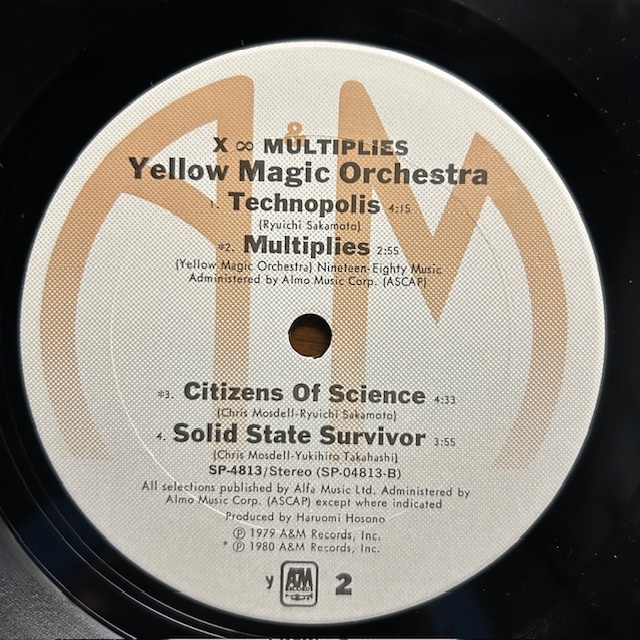 A&M
X ∞ MULTIPLIES
Yellow Magic Orchestra
1. Technopolis 4:15
(Ryuichi Sakamoto)
*2. Multiplies 2:55
(Yellow Magic Orchestra) Nineteen-Eighty Music
Administered by Almo Music Corp. (ASCAP)
*3. Citizens Of Science 4:33
(Chris Mosdell-Ryuichi Sakamoto)
4. Solid State Survivor 3:55
(Chris Mosdell-Yukihiro Takahashi)
SP-4813/Stereo (SP-04813-B)
All selections published by Alfa Music Ltd. Administered by
Almo Music Corp. (ASCAP) except where indicated
Produced by Haruomi Hosono
℗ 1979 A&M Records, Inc.
* ℗ 1980 A&M Records, Inc.
y A&M RECORDS 2